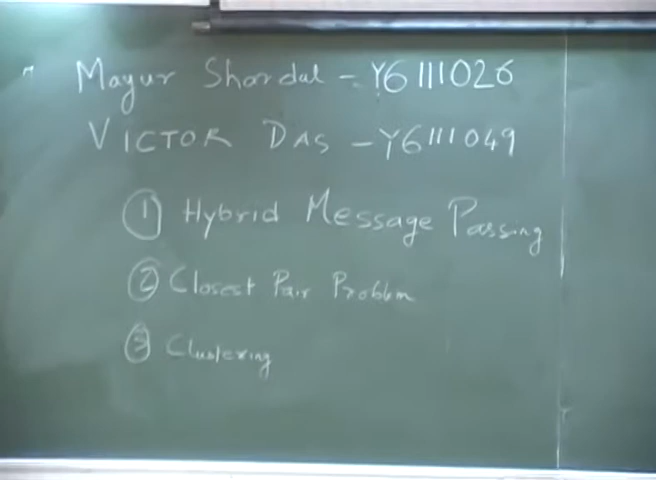 Mayur Shardul - Y6111026
VICTOR DAS - Y6111049
① Hybrid Message Passing
② Closest Pair Problem
③ Clustering